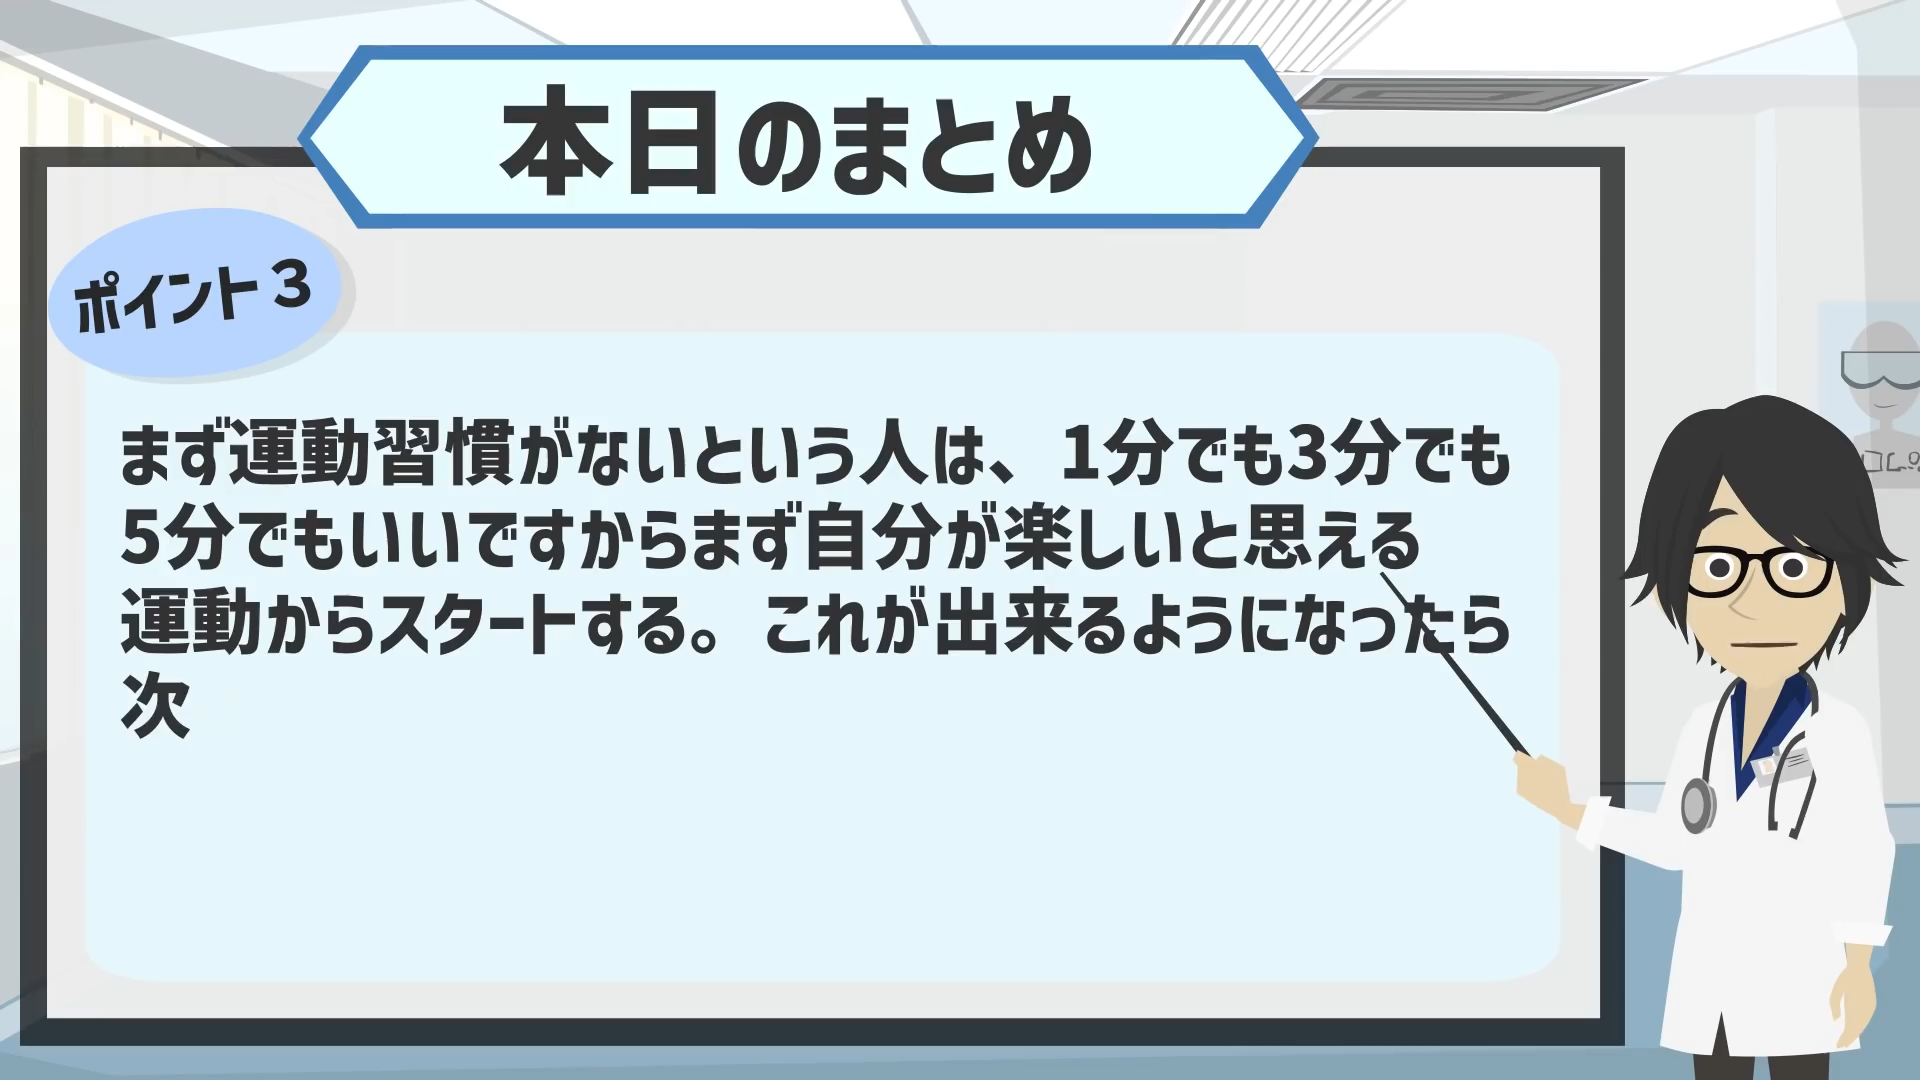 本日のまとめ
ポイント３
まず運動習慣がないという人は、1分でも3分でも
5分でもいいですからまず自分が楽しいと思える
運動からスタートする。これが出来るようになったら
次